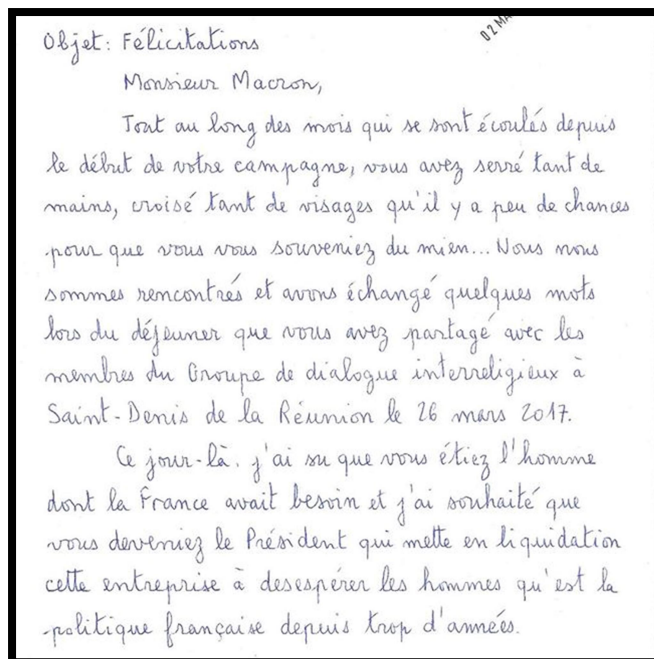 02 MA
Objet: Félicitations
Monsieur Macron,
Tout au long des mois qui se sont écoulés depuis
le début de votre campagne, vous avez serré tant de
mains, croisé tant de visages qu'il y a peu de chances
pour que vous vous souveniez du mien... Nous nous
sommes rencontrés et avons échangé quelques mots
lors du déjeuner que vous avez partagé avec les
membres du Groupe de dialogue interreligieux à
Saint-Denis de la Réunion le 26 mars 2017.
Ce jour-là, j'ai su que vous étiez l'homme
dont la France avait besoin et j'ai souhaité que
vous deveniez le Président qui mette en liquidation
cette entreprise à desespérer les hommes qu'est la
politique française depuis trop d'années.